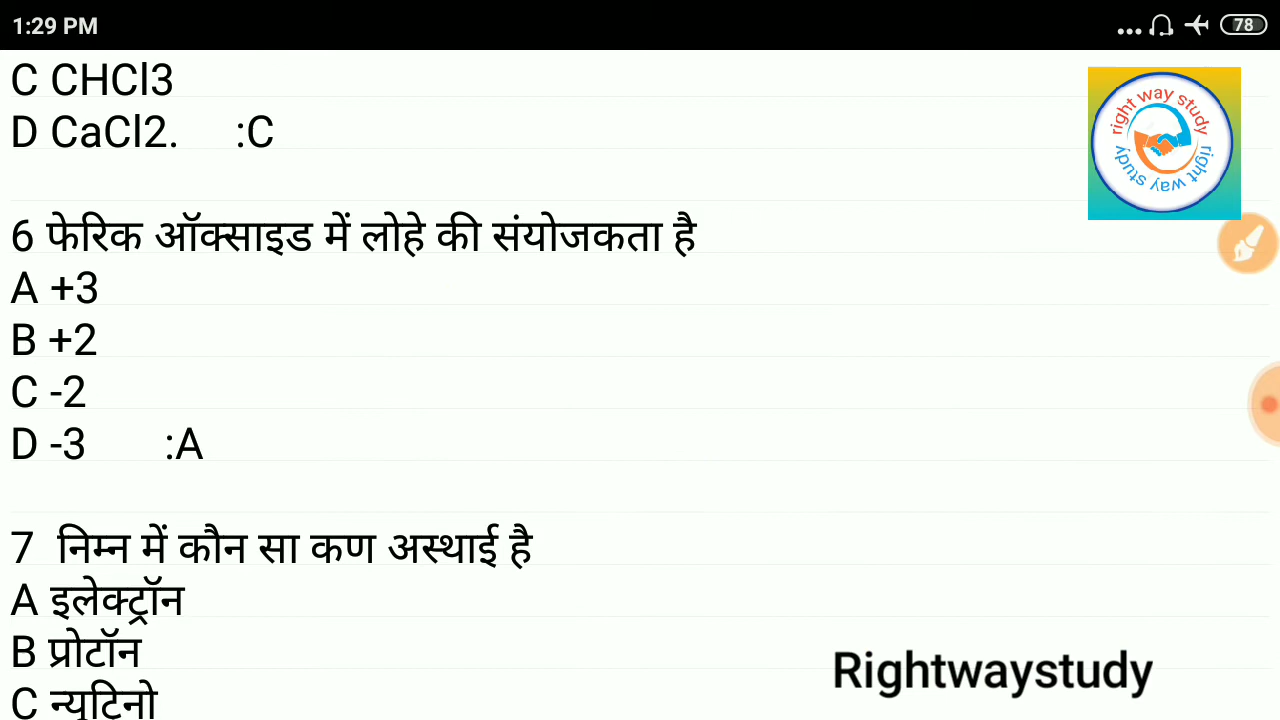 1:29 PM
78
C CHCl3
D CaCl2. :C
right way study
right way study
6 फेरिक ऑक्साइड में लोहे की संयोजकता है
A +3
B +2
C -2
D -3 :A
7 निम्न में कौन सा कण अस्थाई है
A इलेक्ट्रॉन
B प्रोटॉन
C न्यूट्रिनो
Rightwaystudy